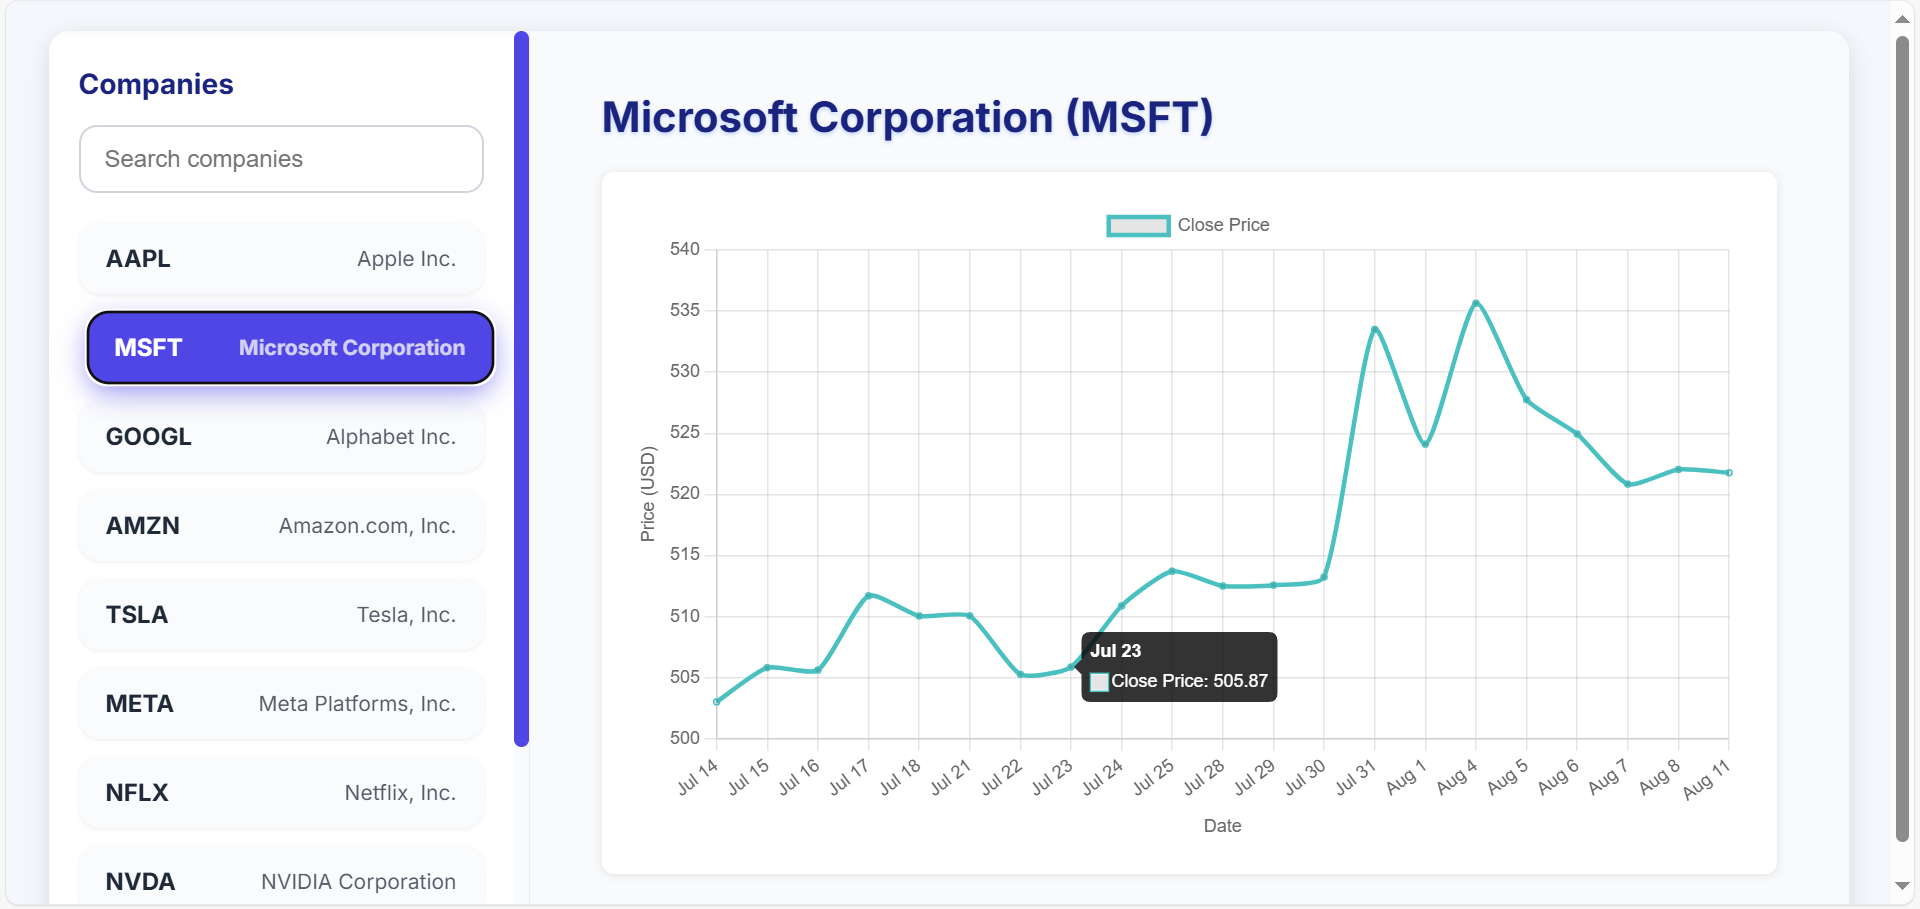 Companies
Search companies
AAPL Apple Inc.
MSFT Microsoft Corporation
GOOGL Alphabet Inc.
AMZN Amazon.com, Inc.
TSLA Tesla, Inc.
META Meta Platforms, Inc.
NFLX Netflix, Inc.
NVDA NVIDIA Corporation
Microsoft Corporation (MSFT)
Close Price
540
535
530
525
520
515
510
505
500
Price (USD)
Jul 23
Close Price: 505.87
Jul 14 Jul 15 Jul 16 Jul 17 Jul 18 Jul 21 Jul 22 Jul 23 Jul 24 Jul 25 Jul 28 Jul 29 Jul 30 Jul 31 Aug 1 Aug 4 Aug 5 Aug 6 Aug 7 Aug 8 Aug 11
Date